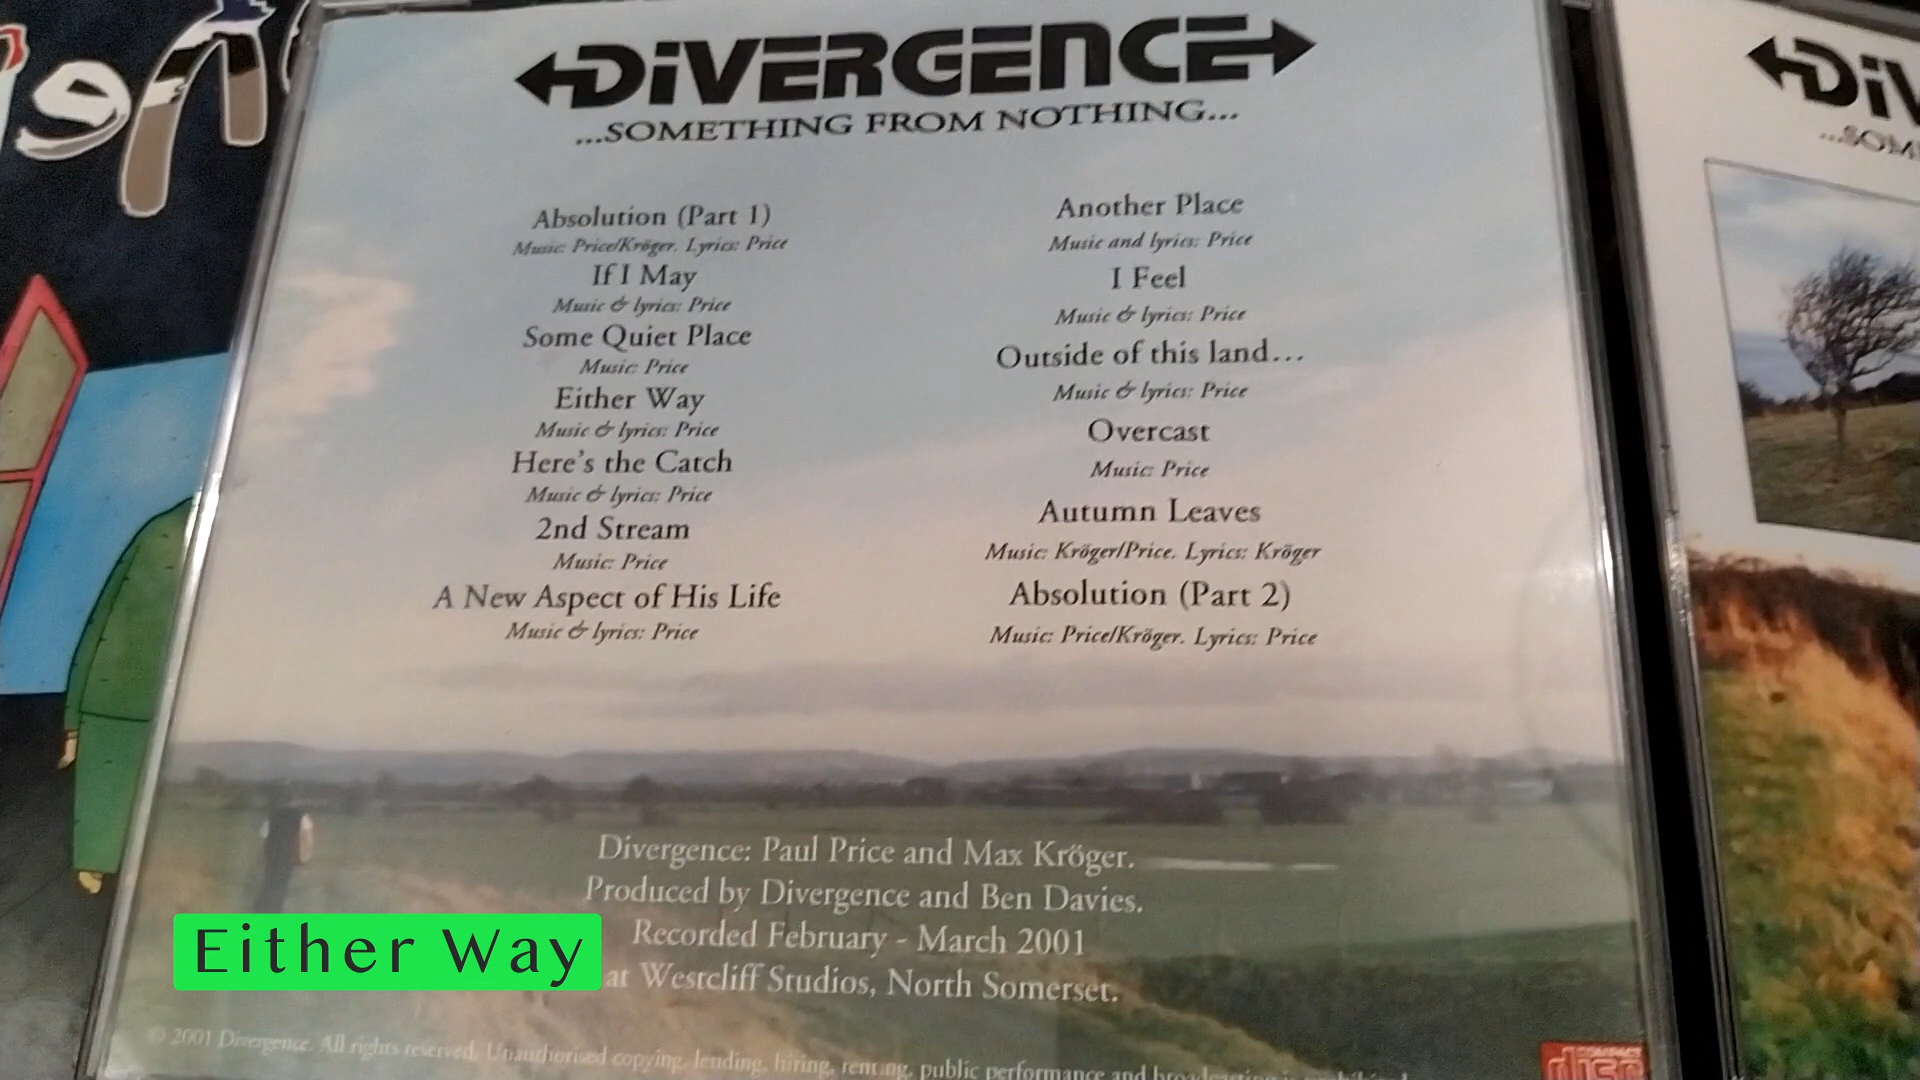 DIVERGENCE
...SOMETHING FROM NOTHING...
Absolution (Part 1)
Music: Price/Kröger. Lyrics: Price
If I May
Music & lyrics: Price
Some Quiet Place
Music: Price
Either Way
Music & lyrics: Price
Here's the Catch
Music & lyrics: Price
2nd Stream
Music: Price
A New Aspect of His Life
Music & lyrics: Price
Another Place
Music and lyrics: Price
I Feel
Music & lyrics: Price
Outside of this land...
Music & lyrics: Price
Overcast
Music: Price
Autumn Leaves
Music: Kröger/Price. Lyrics: Kröger
Absolution (Part 2)
Music: Price/Kröger. Lyrics: Price
Divergence: Paul Price and Max Kröger.
Produced by Divergence and Ben Davies.
Recorded February - March 2001
at Westcliff Studios, North Somerset.
Either Way
© 2001 Divergence. All rights reserved. Unauthorised copying, lending, hiring, renting, public performance and
COMPACT
disc